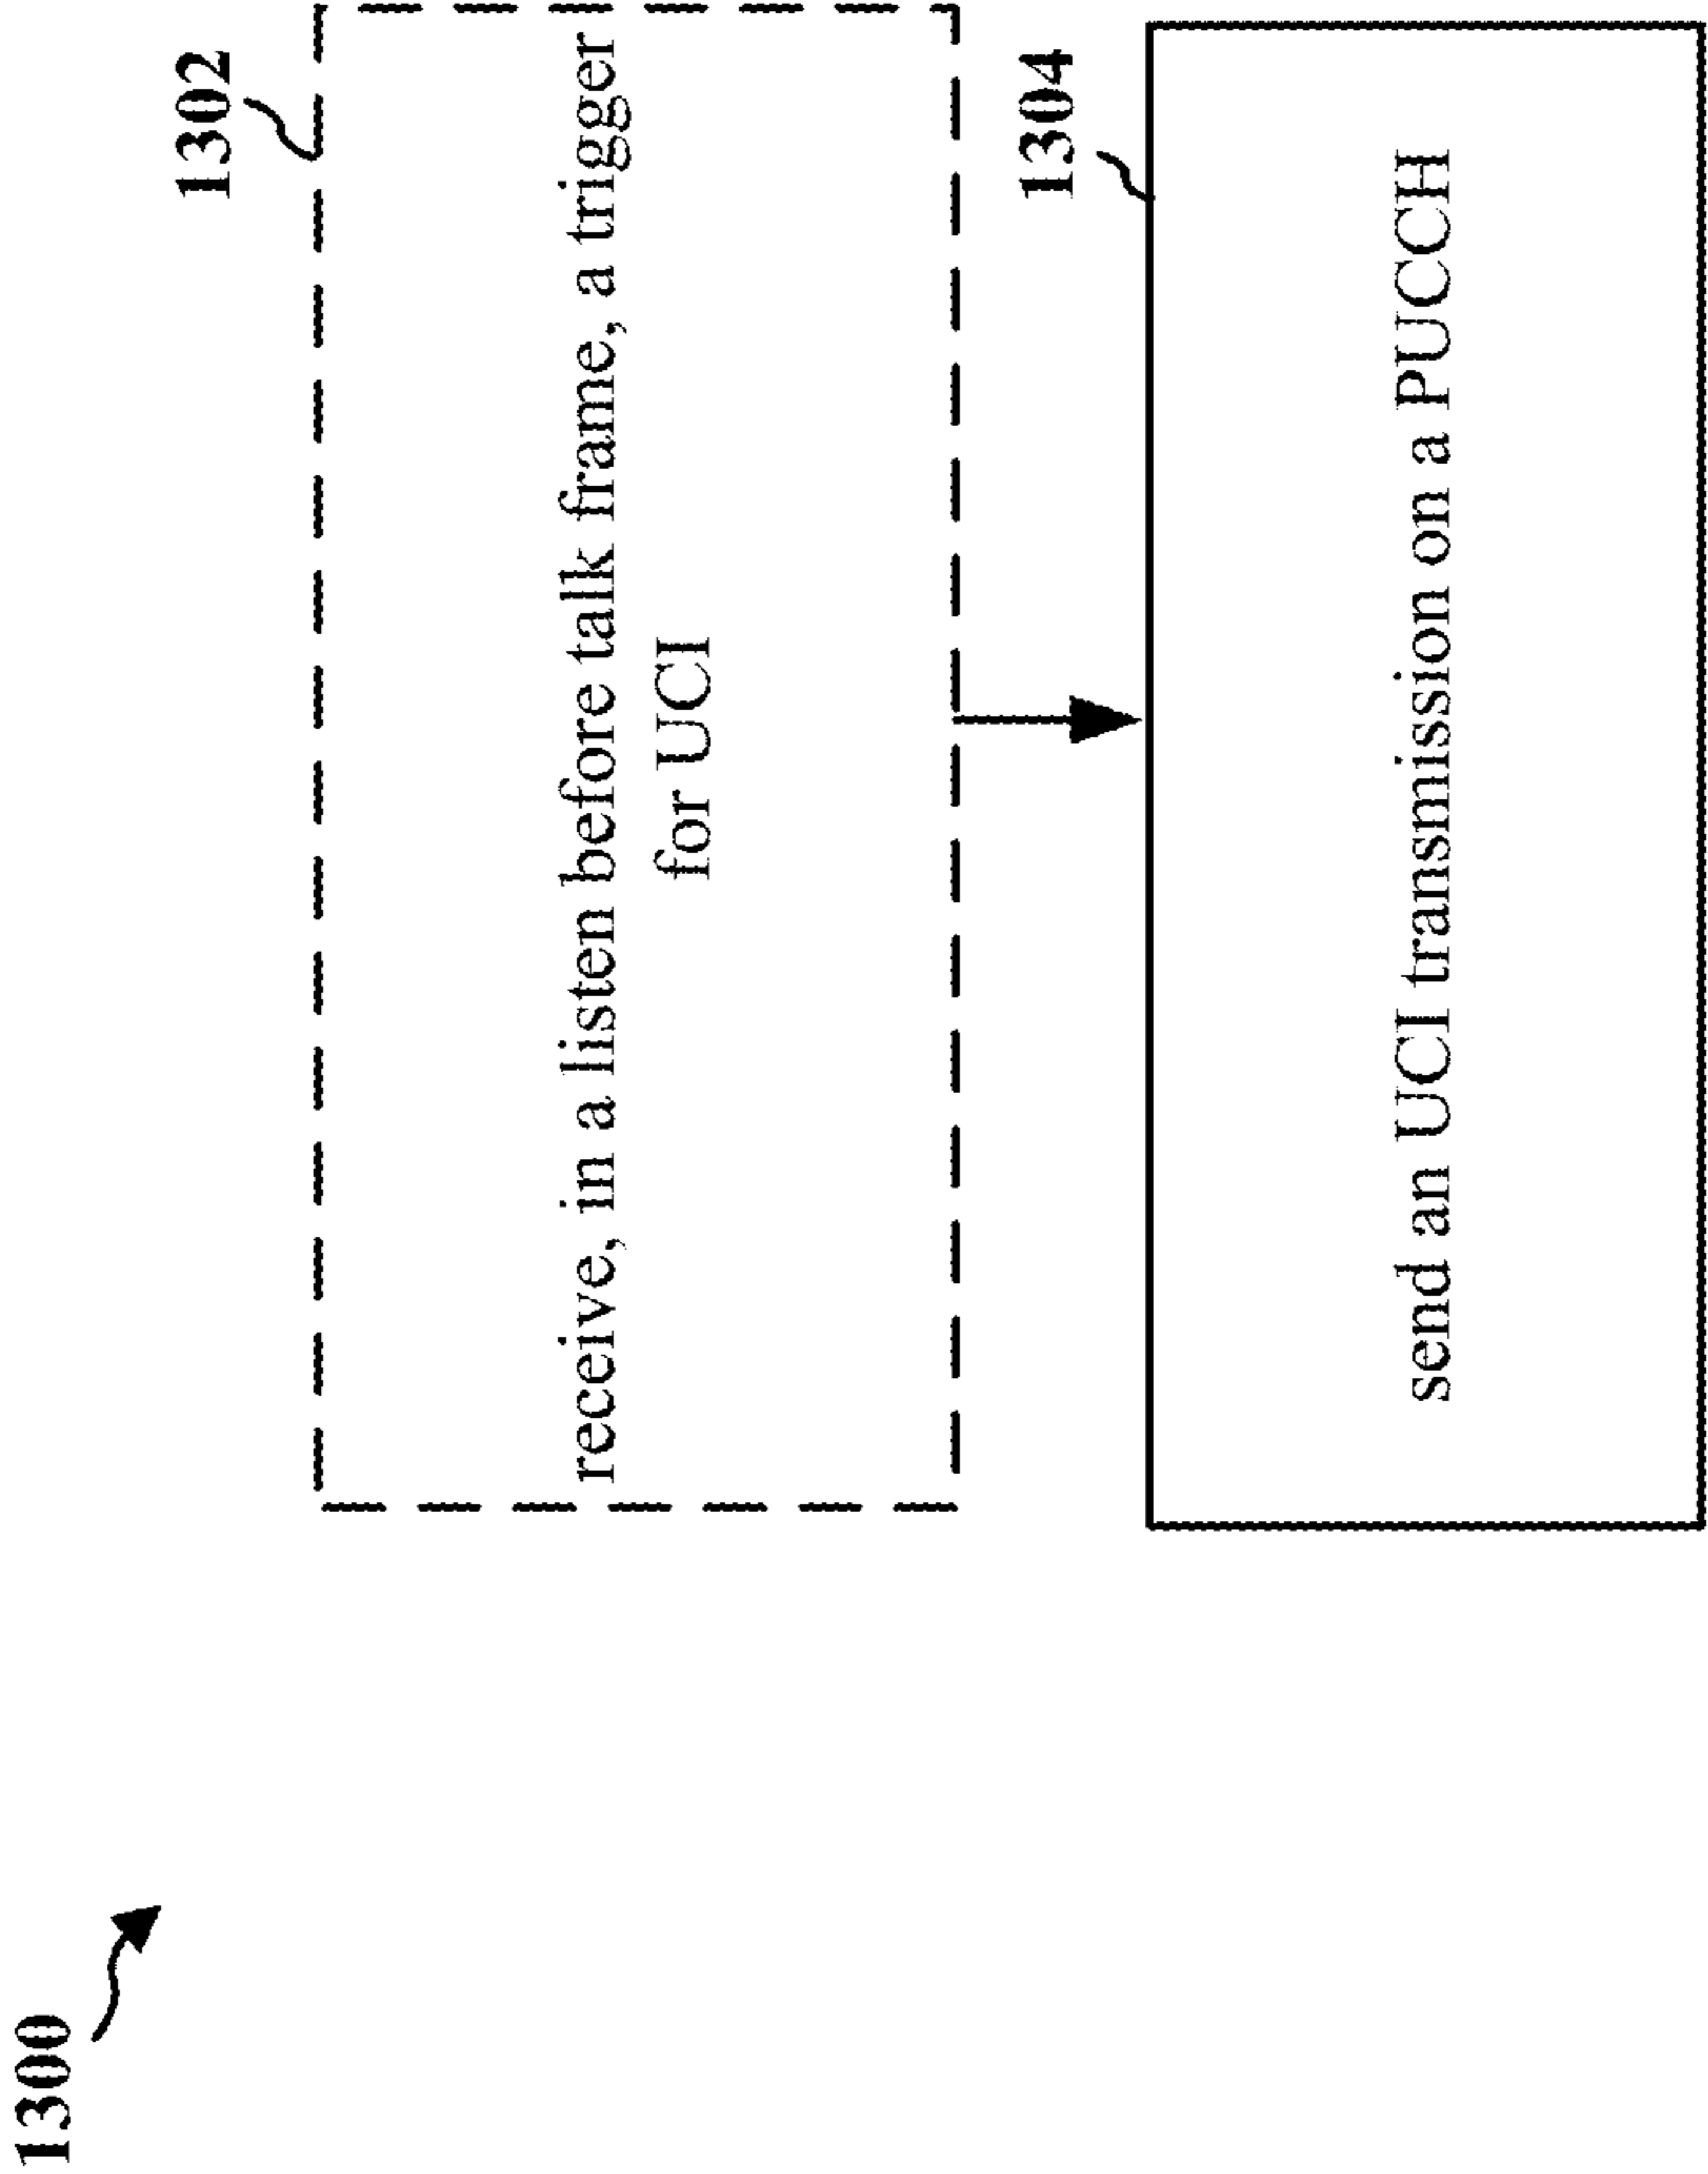 1300
1302
receive, in a listen before talk frame, a trigger
for UCI
1304
send an UCI transmission on a PUCCH